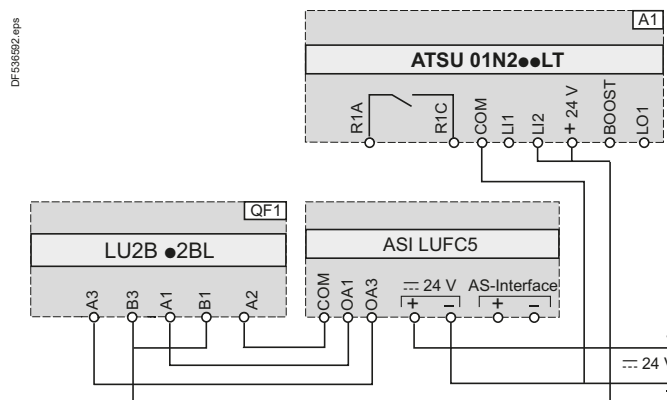 DF536592.eps
A1
ATSU 01N2●●LT
R1A R1C COM LI1 LI2 + 24 V BOOST LO1
QF1
LU2B ●2BL
ASI LUFC5
A3 B3 A1 B1 A2
COM OA1 OA3 ⎓ 24 V AS-Interface
+ – + –
⎓ 24 V